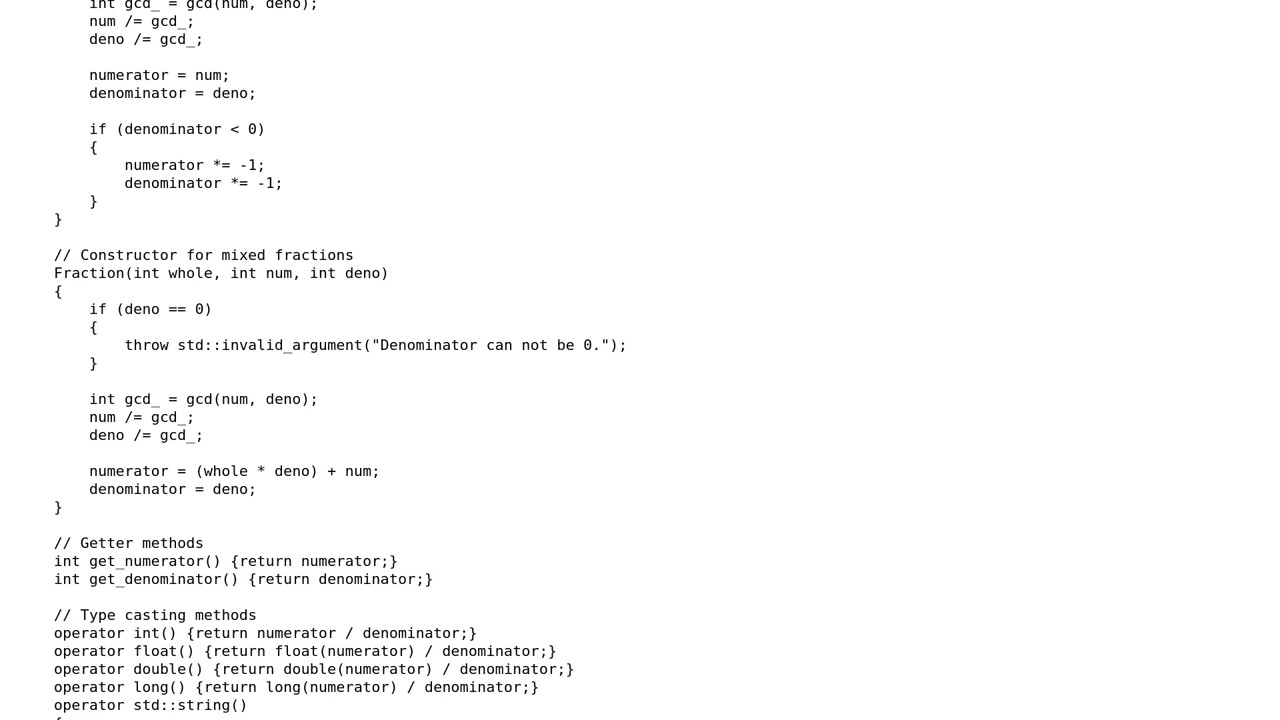 int gcd_ = gcd(num, deno);
num /= gcd_;
deno /= gcd_;
numerator = num;
denominator = deno;
if (denominator < 0)
{
numerator *= -1;
denominator *= -1;
}
}
// Constructor for mixed fractions
Fraction(int whole, int num, int deno)
{
if (deno == 0)
{
throw std::invalid_argument("Denominator can not be 0.");
}
int gcd_ = gcd(num, deno);
num /= gcd_;
deno /= gcd_;
numerator = (whole * deno) + num;
denominator = deno;
}
// Getter methods
int get_numerator() {return numerator;}
int get_denominator() {return denominator;}
// Type casting methods
operator int() {return numerator / denominator;}
operator float() {return float(numerator) / denominator;}
operator double() {return double(numerator) / denominator;}
operator long() {return long(numerator) / denominator;}
operator std::string()
{